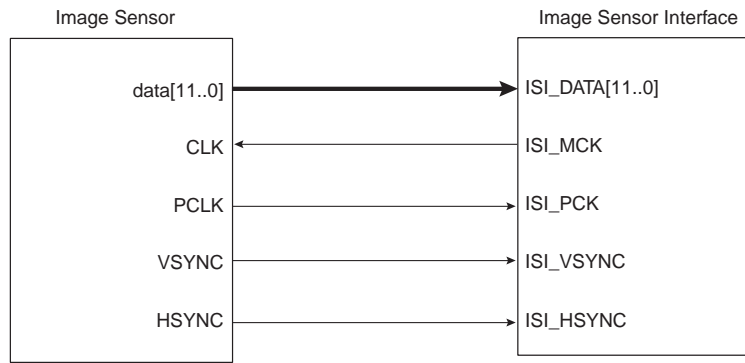 Image Sensor
Image Sensor Interface
data[11..0]
ISI_DATA[11..0]
CLK
ISI_MCK
PCLK
ISI_PCK
VSYNC
ISI_VSYNC
HSYNC
ISI_HSYNC